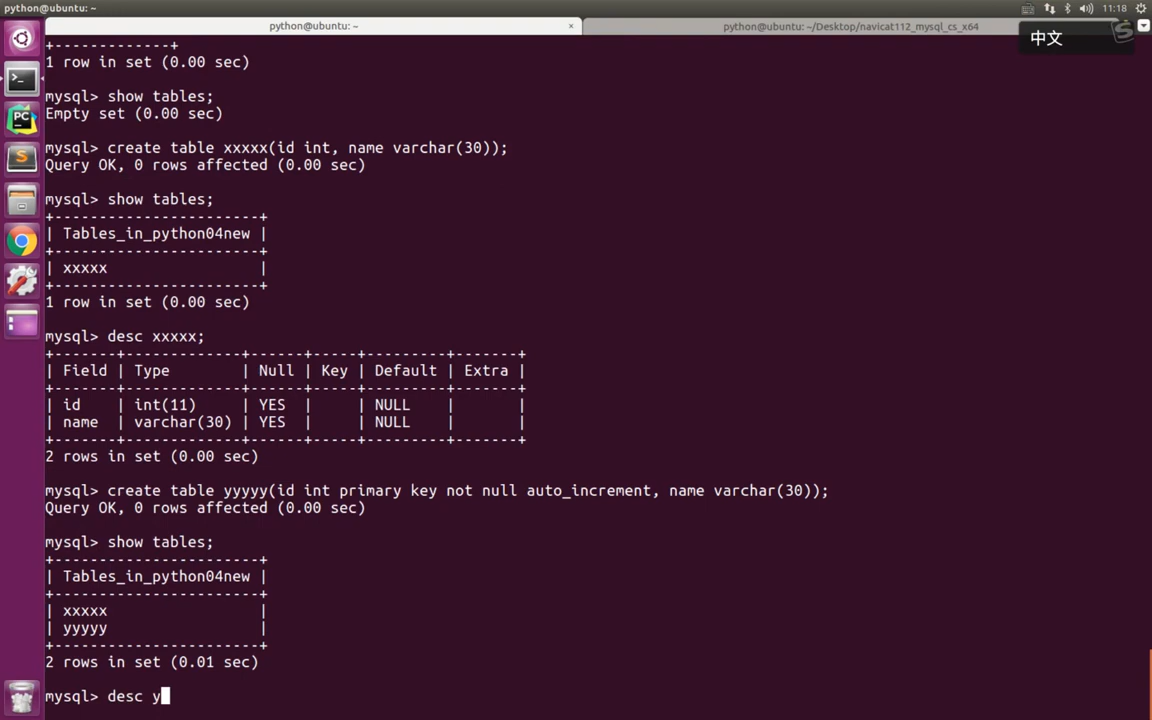 python@ubuntu: ~
11:18
python@ubuntu: ~ ×
python@ubuntu: ~/Desktop/navicat112_mysql_cs_x64
中文
+-------------+
1 row in set (0.00 sec)
mysql> show tables;
Empty set (0.00 sec)
mysql> create table xxxxx(id int, name varchar(30));
Query OK, 0 rows affected (0.00 sec)
mysql> show tables;
+-----------------------+
| Tables_in_python04new |
+-----------------------+
| xxxxx                 |
+-----------------------+
1 row in set (0.00 sec)
mysql> desc xxxxx;
+-------+-------------+------+-----+---------+-------+
| Field | Type        | Null | Key | Default | Extra |
+-------+-------------+------+-----+---------+-------+
| id    | int(11)     | YES  |     | NULL    |       |
| name  | varchar(30) | YES  |     | NULL    |       |
+-------+-------------+------+-----+---------+-------+
2 rows in set (0.00 sec)
mysql> create table yyyyy(id int primary key not null auto_increment, name varchar(30));
Query OK, 0 rows affected (0.00 sec)
mysql> show tables;
+-----------------------+
| Tables_in_python04new |
+-----------------------+
| xxxxx                 |
| yyyyy                 |
+-----------------------+
2 rows in set (0.01 sec)
mysql> desc y